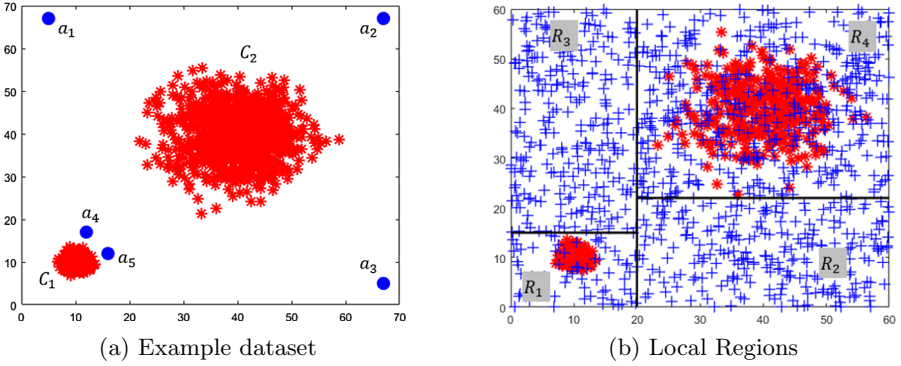 70
60
50
40
30
20
10
0
0 10 20 30 40 50 60 70
a₁
a₂
C₂
a₄
a₅
a₃
C₁
(a) Example dataset
60
50
40
30
20
10
0
0 10 20 30 40 50 60
R₃
R₄
R₁
R₂
(b) Local Regions